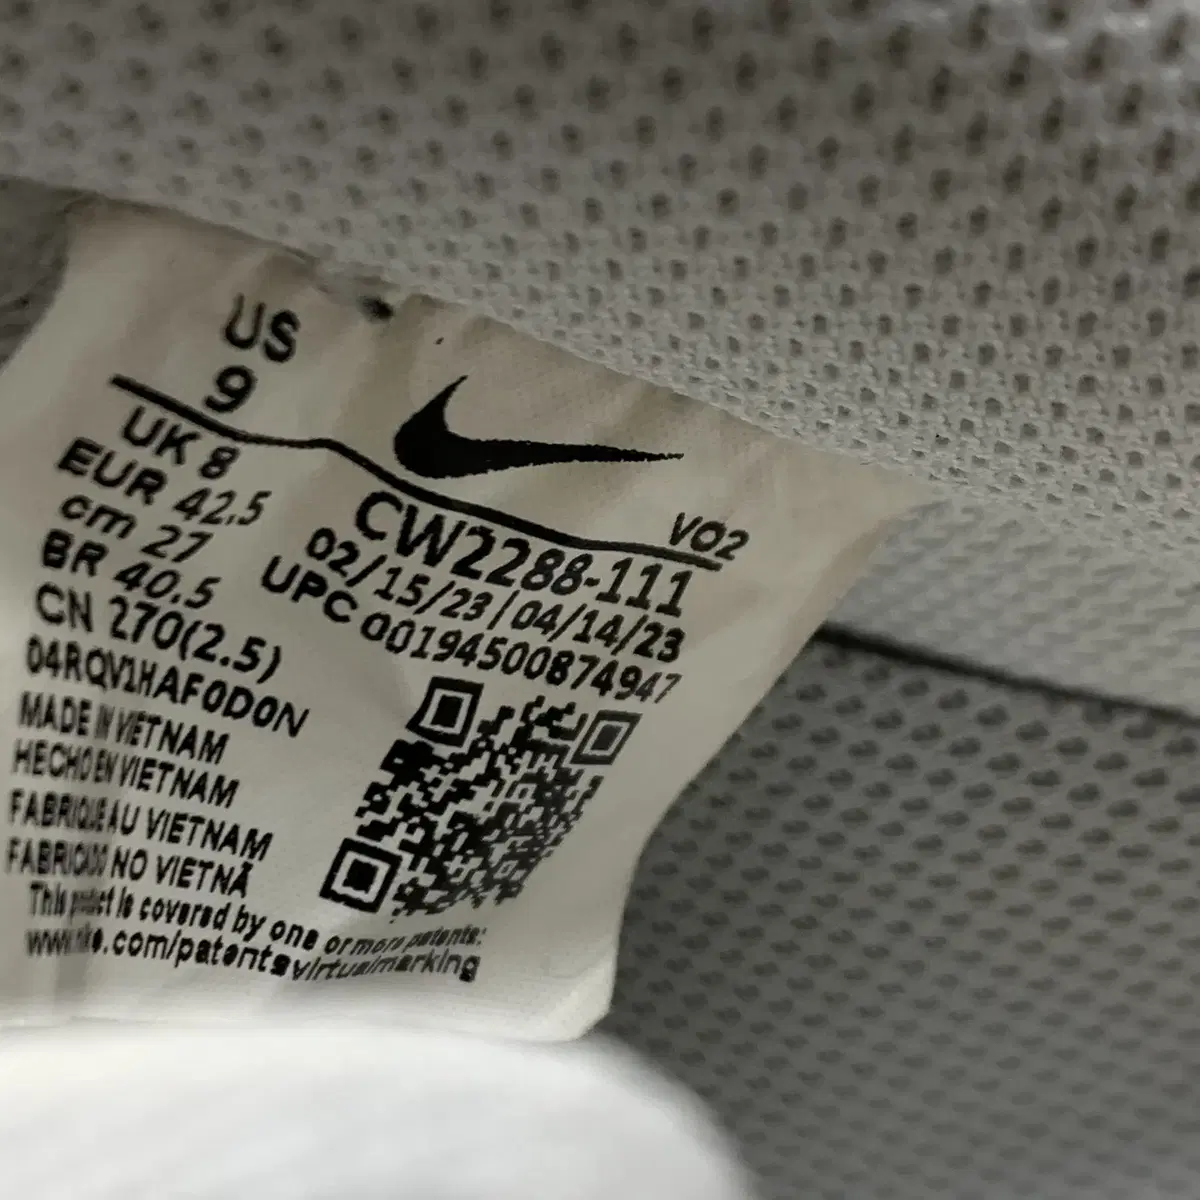 US
9
UK 8
EUR 42.5
cm 27
BR 40.5
CN 270(2.5)
04RQV1HAF0D0N
MADE IN VIETNAM
HECHO EN VIETNAM
FABRIQUE AU VIETNAM
FABRICADO NO VIETNÃ
VO2
CW2288-111
02/15/23|04/14/23
UPC 00194500874947
This product is covered by one or more patents:
www.nike.com/patentsvirtualmarking